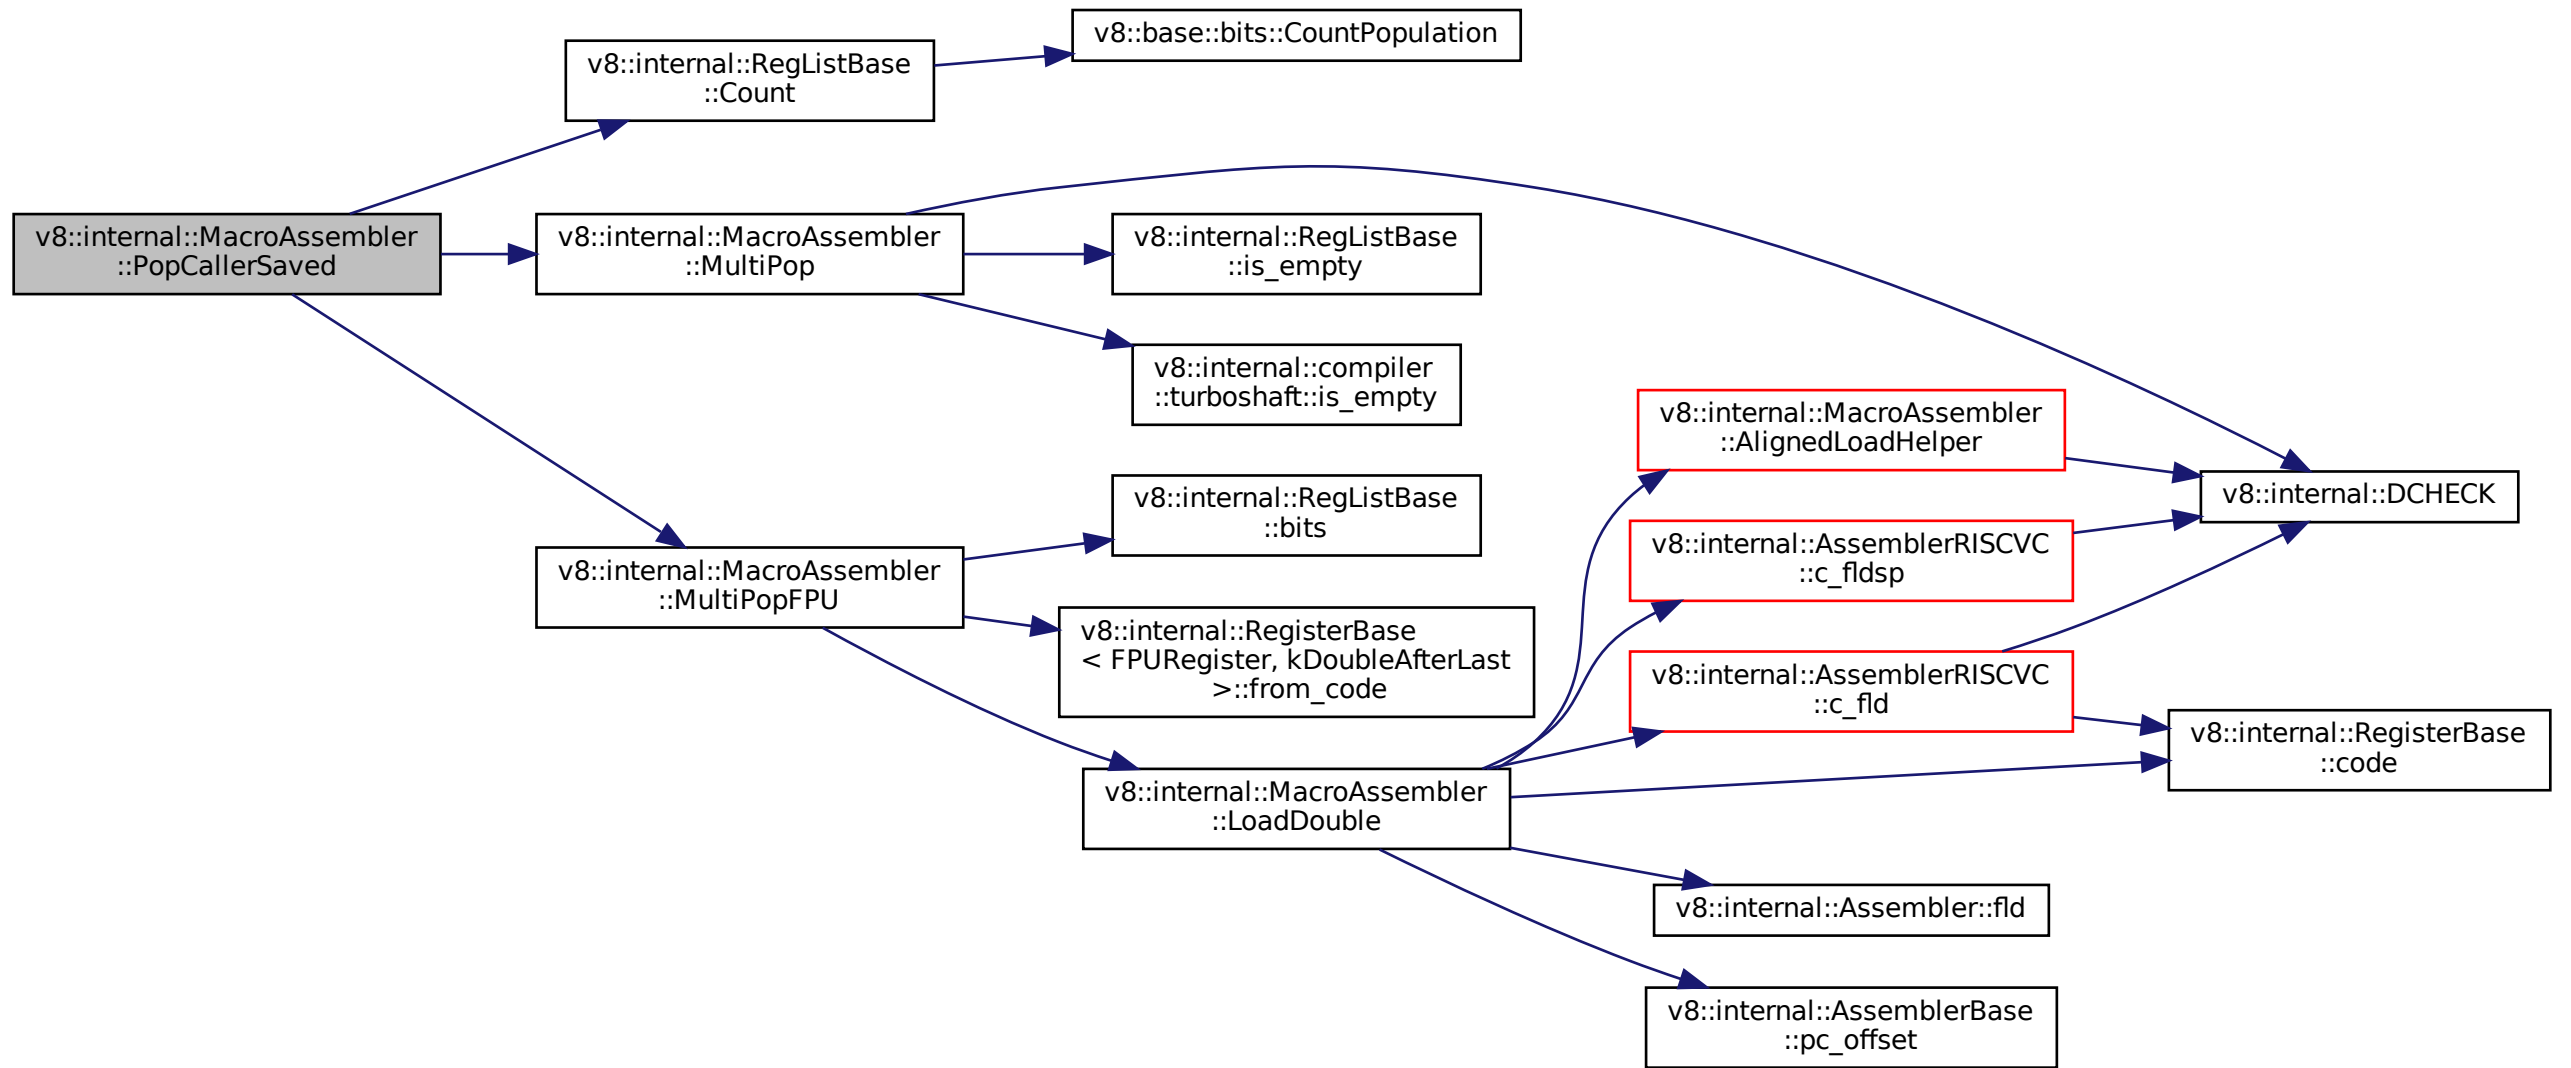 v8::base::bits::CountPopulation
v8::internal::RegListBase
::Count
v8::internal::MacroAssembler
::PopCallerSaved
v8::internal::MacroAssembler
::MultiPop
v8::internal::RegListBase
::is_empty
v8::internal::compiler
::turboshaft::is_empty
v8::internal::MacroAssembler
::AlignedLoadHelper
v8::internal::DCHECK
v8::internal::RegListBase
::bits
v8::internal::AssemblerRISCVC
::c_fldsp
v8::internal::MacroAssembler
::MultiPopFPU
v8::internal::RegisterBase
< FPURegister, kDoubleAfterLast
>::from_code
v8::internal::AssemblerRISCVC
::c_fld
v8::internal::RegisterBase
::code
v8::internal::MacroAssembler
::LoadDouble
v8::internal::Assembler::fld
v8::internal::AssemblerBase
::pc_offset